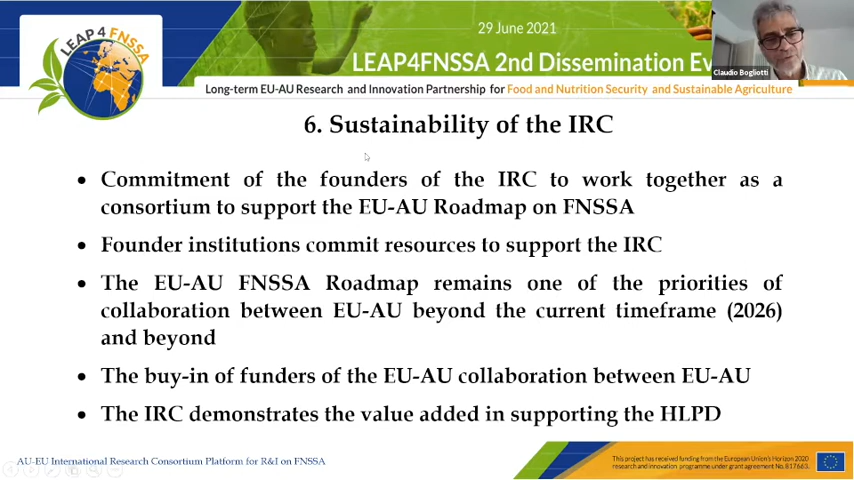 29 June 2021
LEAP4FNSSA 2nd Dissemination Ev
Claudio Bogliotti
LEAP 4 FNSSA
Long-term EU-AU Research and Innovation Partnership for Food and Nutrition Security and Sustainable Agriculture
6. Sustainability of the IRC
• Commitment of the founders of the IRC to work together as a
consortium to support the EU-AU Roadmap on FNSSA
• Founder institutions commit resources to support the IRC
• The EU-AU FNSSA Roadmap remains one of the priorities of
collaboration between EU-AU beyond the current timeframe (2026)
and beyond
• The buy-in of funders of the EU-AU collaboration between EU-AU
• The IRC demonstrates the value added in supporting the HLPD
AU-EU International Research Consortium Platform for R&I on FNSSA
This project has received funding from the European Union's Horizon 2020
research and innovation programme under grant agreement No. 817663.